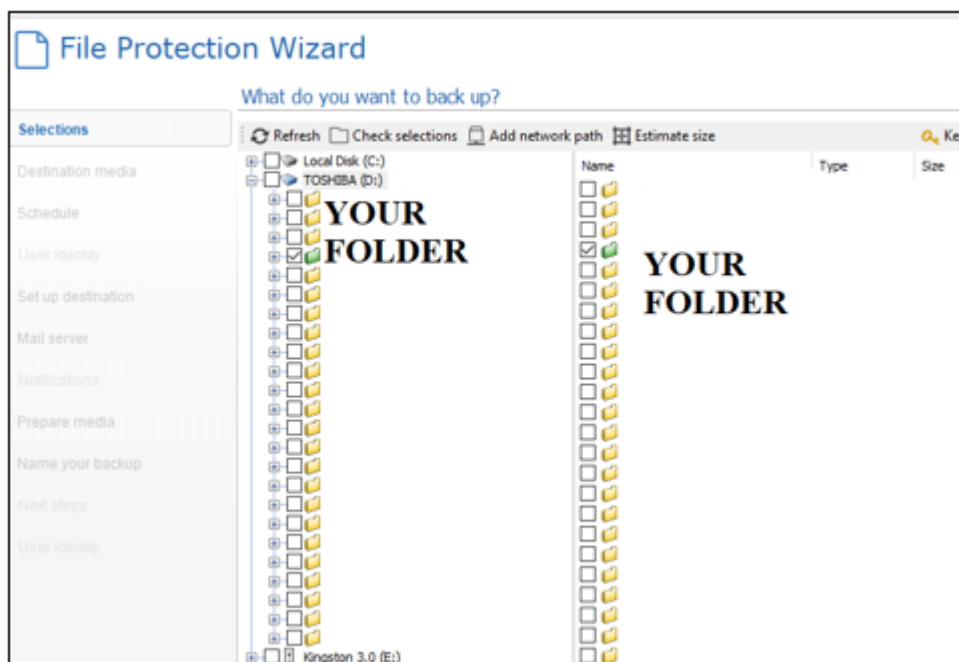 File Protection Wizard
What do you want to back up?
Selections
Refresh Check selections Add network path Estimate size Ke
Destination media
Schedule
User identity
Set up destination
Mail server
Notifications
Prepare media
Name your backup
Next steps
User identity
Local Disk (C:)
TOSHIBA (D:)
YOUR
FOLDER
Kingston 3.0 (E:)
Name Type Size
YOUR
FOLDER